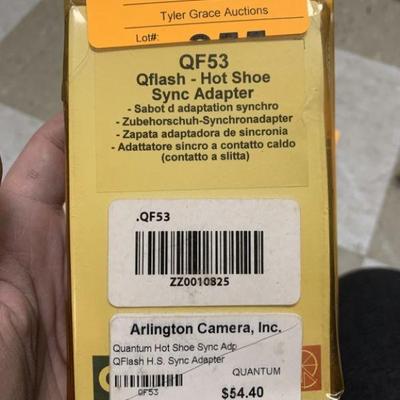 Tyler Grace Auctions
Lot#:
QF53
Qflash - Hot Shoe
Sync Adapter
- Sabot d adaptation synchro
- Zubehorschuh-Synchronadapter
- Zapata adaptadora de sincronia
- Adattatore sincro a contatto caldo
(contatto a slitta)
.QF53
ZZ0010825
Arlington Camera, Inc.
Quantum Hot Shoe Sync Adp
QFlash H.S. Sync Adapter
QUANTUM
QF53
$54.40